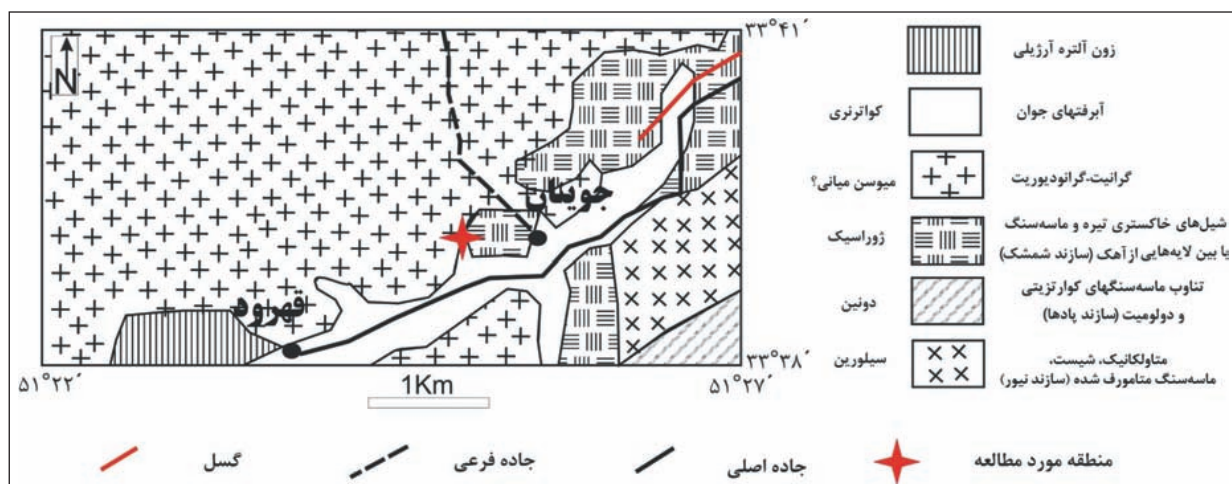 ۳۳°۴۱´
N
جوینان
قهرود
۳۳°۳۸´
۵۱°۲۲´
۵۱°۲۷´
1Km
زون آلتره آرژیلی
آبرفتهای جوان
کواترنری
گرانیت-گرانودیوریت
میوسن میانی؟
شیل‌های خاکستری تیره و ماسه‌سنگ
با بین لایه‌هایی از آهک (سازند شمشک)
ژوراسیک
تناوب ماسه‌سنگهای کوارتزیتی
و دولومیت (سازند پادها)
دونین
متاولکانیک، شیست،
ماسه‌سنگ متامورف شده (سازند نیور)
سیلورین
منطقه مورد مطالعه
جاده اصلی
جاده فرعی
گسل